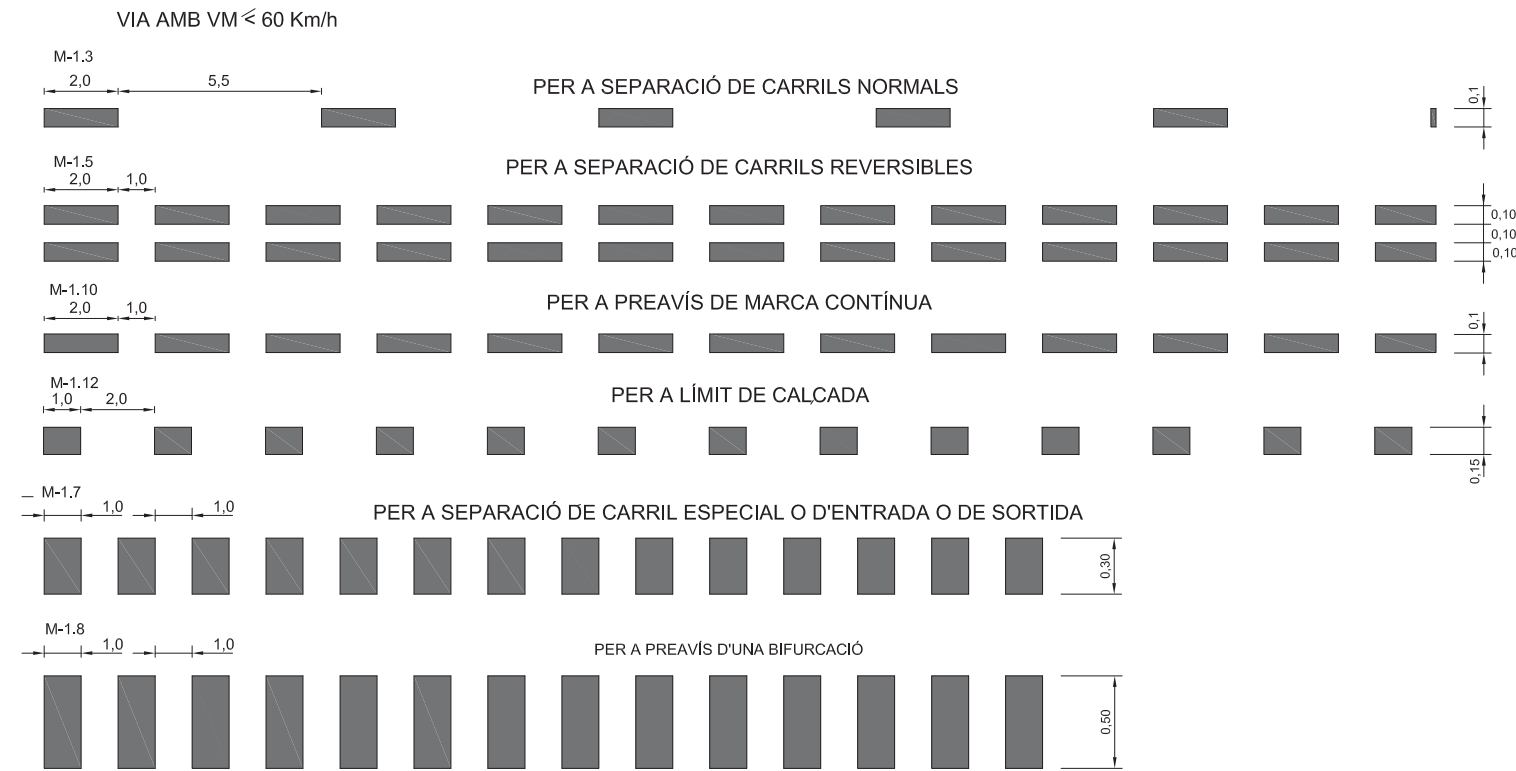 VIA AMB VM ⩽ 60 Km/h
M-1.3
2,0 5,5
PER A SEPARACIÓ DE CARRILS NORMALS
0,1
M-1.5
2,0 1,0
PER A SEPARACIÓ DE CARRILS REVERSIBLES
0,10
0,10
0,10
M-1.10
2,0 1,0
PER A PREAVÍS DE MARCA CONTÍNUA
0,1
M-1.12
1,0 2,0
PER A LÍMIT DE CALÇADA
0,15
M-1.7
1,0 1,0
PER A SEPARACIÓ DE CARRIL ESPECIAL O D'ENTRADA O DE SORTIDA
0,30
M-1.8
1,0 1,0
PER A PREAVÍS D'UNA BIFURCACIÓ
0,50